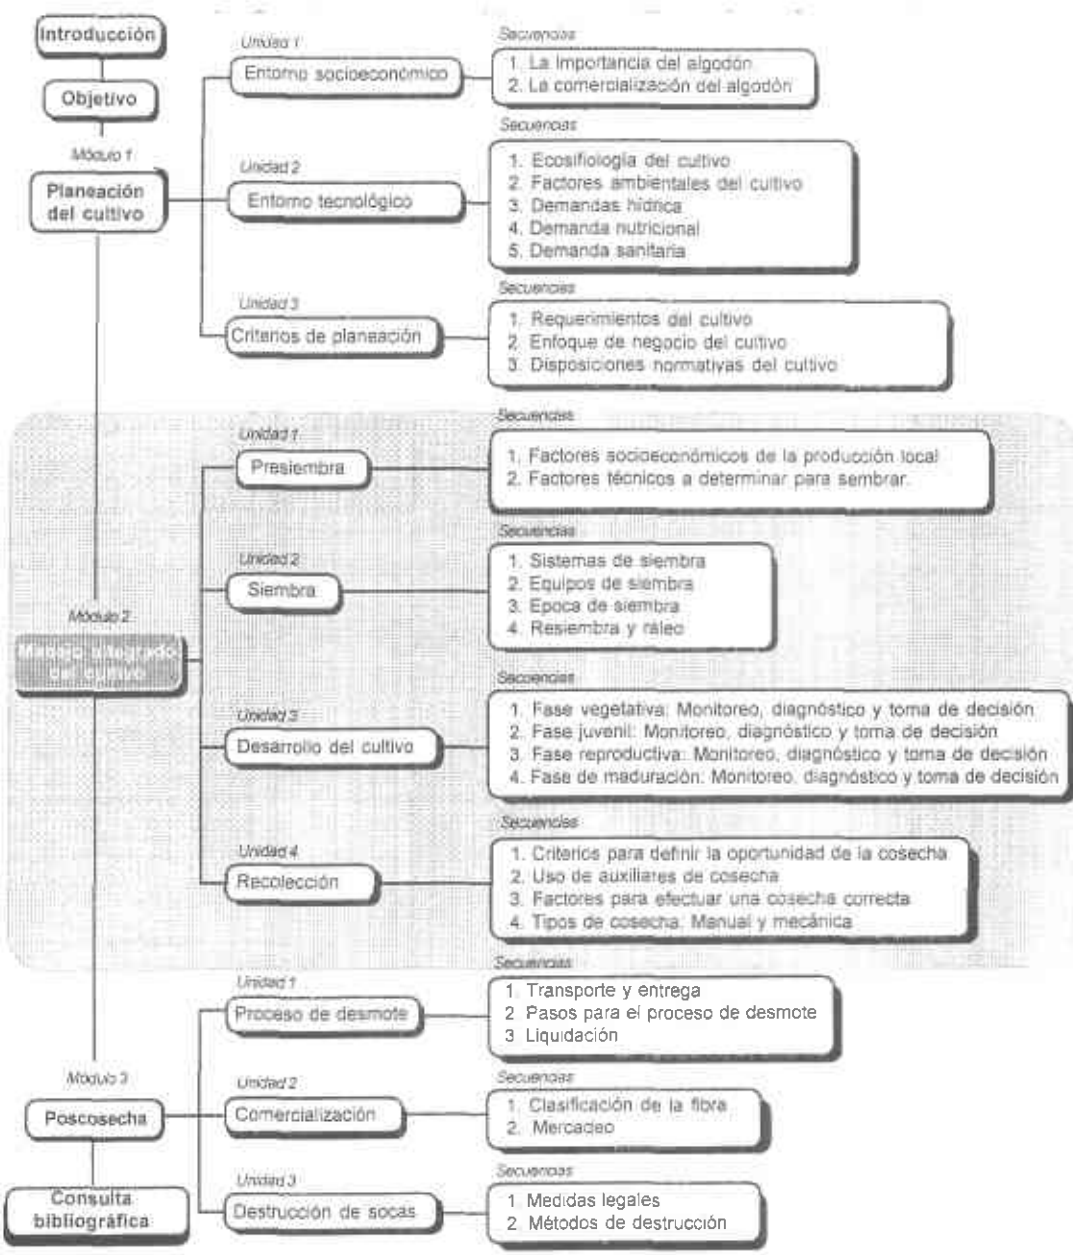 Introducción
Objetivo
Módulo 1
Planeación
del cultivo
Unidad 1
Entorno socioeconómico
Secuencias
1. La importancia del algodón
2. La comercialización del algodón
Unidad 2
Entorno tecnológico
Secuencias
1. Ecosifiología del cultivo
2. Factores ambientales del cultivo
3. Demandas hídrica
4. Demanda nutricional
5. Demanda sanitaria
Unidad 3
Criterios de planeación
Secuencias
1. Requerimientos del cultivo
2. Enfoque de negocio del cultivo
3. Disposiciones normativas del cultivo
Módulo 2
Manejo integrado
del cultivo
Unidad 1
Presiembra
Secuencias
1. Factores socioeconómicos de la producción local
2. Factores técnicos a determinar para sembrar.
Unidad 2
Siembra
Secuencias
1. Sistemas de siembra
2. Equipos de siembra
3. Epoca de siembra
4. Resiembra y raleo
Unidad 3
Desarrollo del cultivo
Secuencias
1. Fase vegetativa: Monitoreo, diagnóstico y toma de decisión
2. Fase juvenil: Monitoreo, diagnóstico y toma de decisión
3. Fase reproductiva: Monitoreo, diagnóstico y toma de decisión
4. Fase de maduración: Monitoreo, diagnóstico y toma de decisión
Unidad 4
Recolección
Secuencias
1. Criterios para definir la oportunidad de la cosecha
2. Uso de auxiliares de cosecha
3. Factores para efectuar una cosecha correcta
4. Tipos de cosecha: Manual y mecánica
Módulo 3
Poscosecha
Unidad 1
Proceso de desmote
Secuencias
1. Transporte y entrega
2 Pasos para el proceso de desmote
3 Liquidación
Unidad 2
Comercialización
Secuencias
1. Clasificación de la fibra
2. Mercadeo
Unidad 3
Destrucción de socas
Secuencias
1 Medidas legales
2. Métodos de destrucción
Consulta
bibliográfica